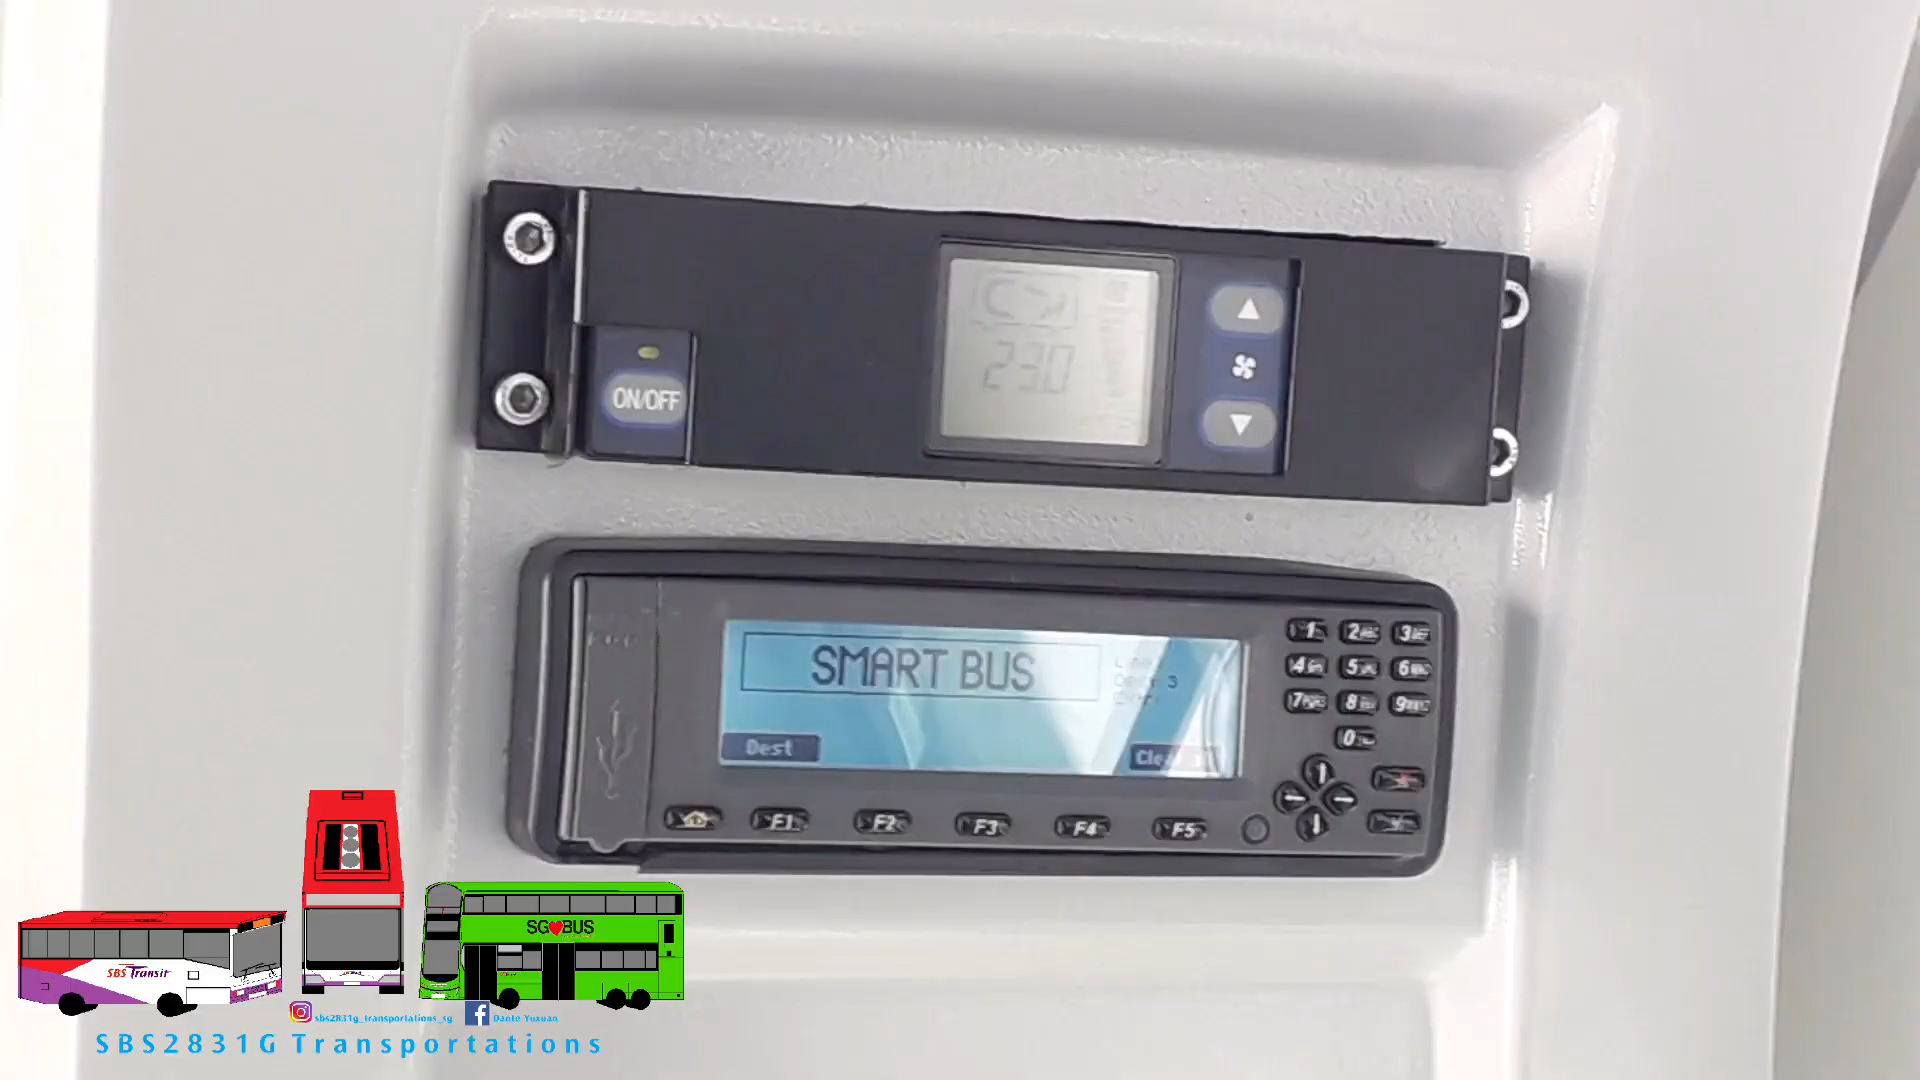 23.0
ON/OFF
SMART BUS
3
Dest
1 2 3
4 5 6
7 8 9
0
F1 F2 F3 F4 F5
SG BUS
SBS Transit
sbs2831g_transportations_sg
Dante Yuxuan
SBS2831G Transportations